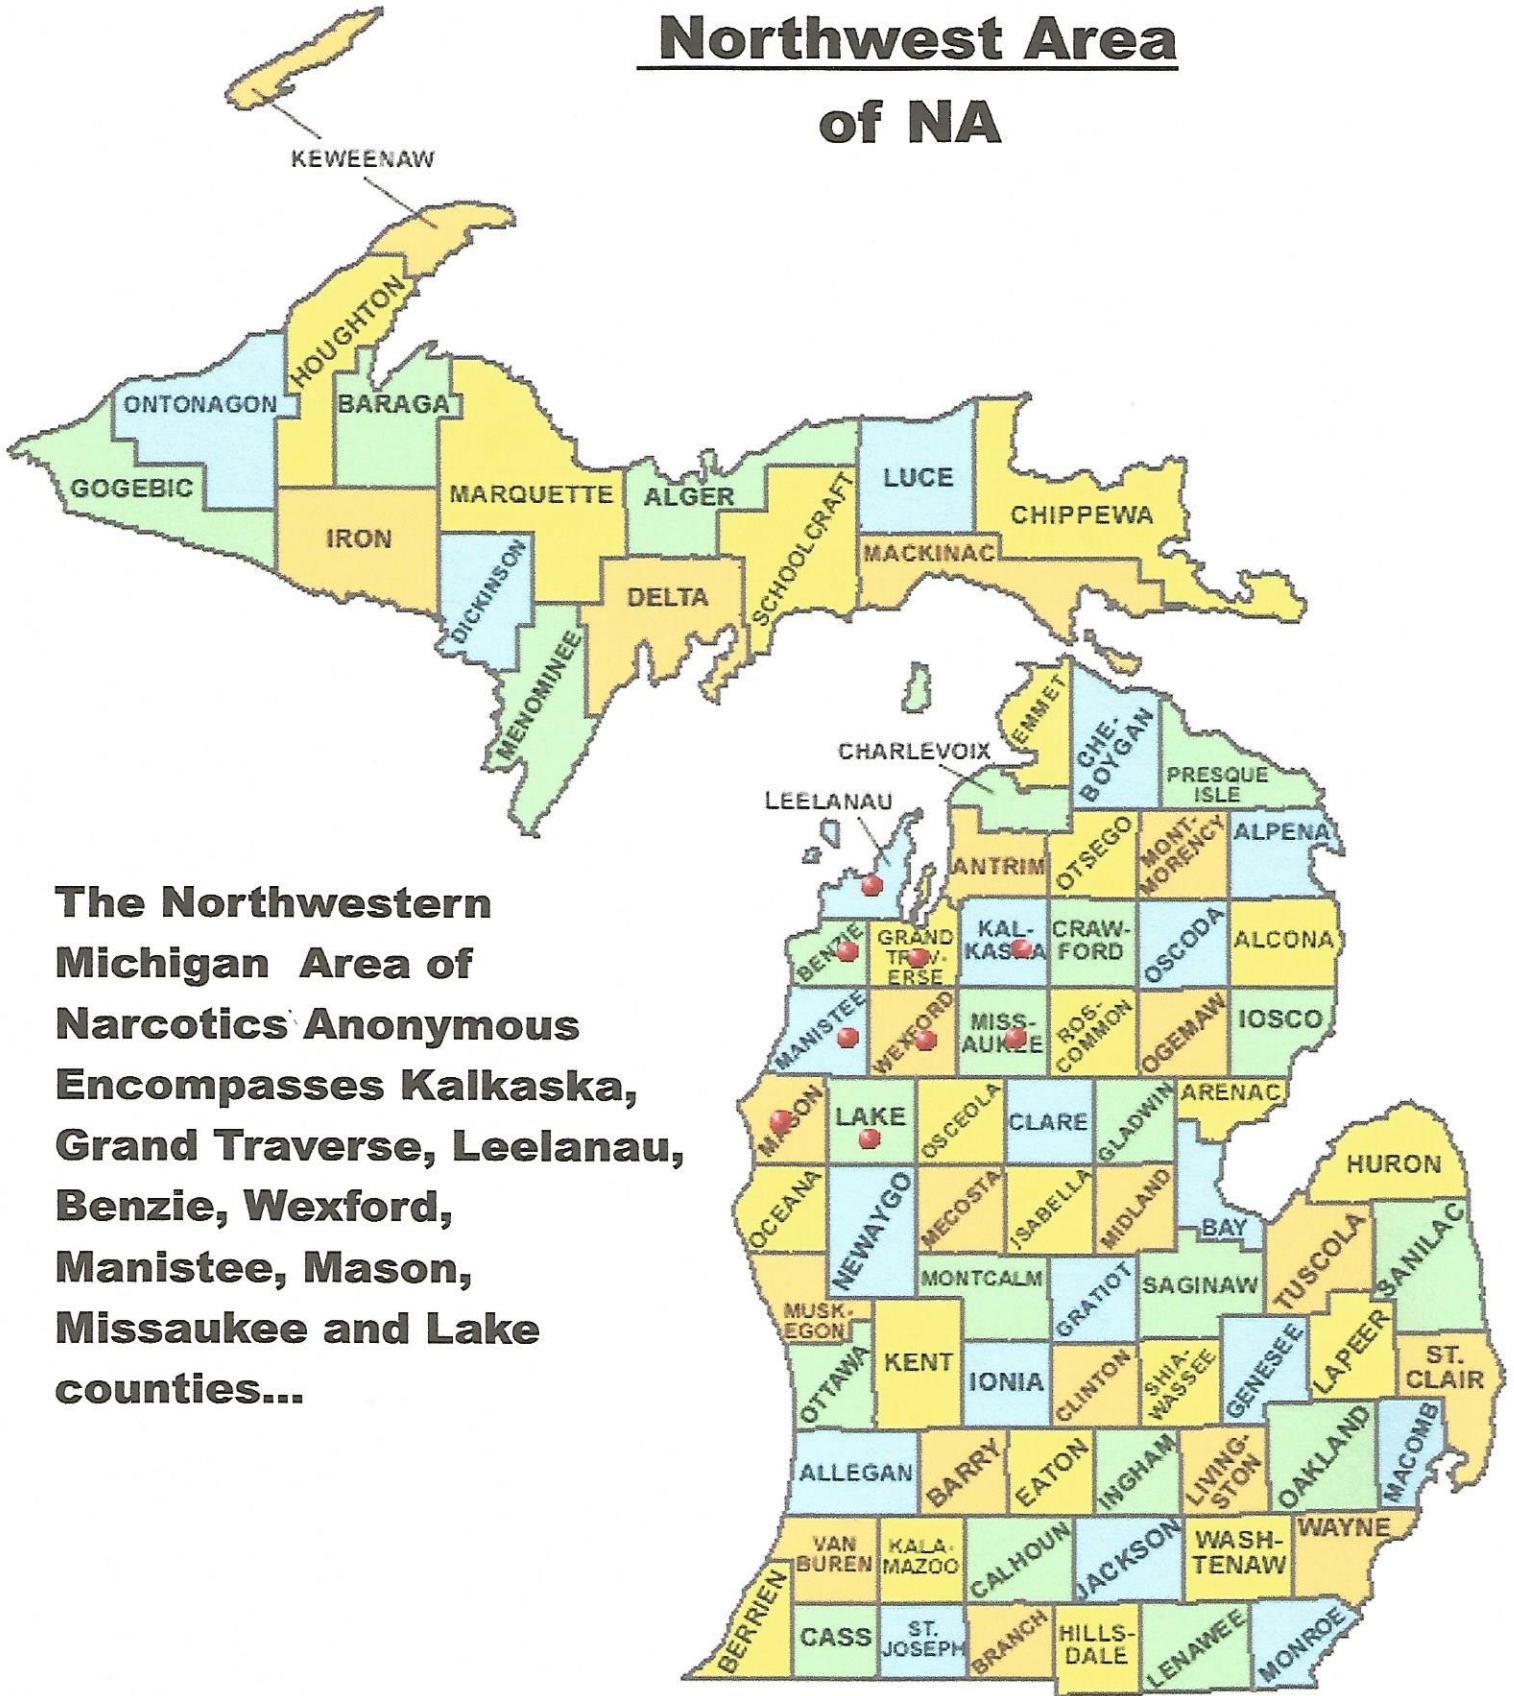 Northwest Area
of NA
KEWEENAW
HOUGHTON
ONTONAGON
BARAGA
GOGEBIC
MARQUETTE
ALGER
LUCE
SCHOOLCRAFT
CHIPPEWA
IRON
MACKINAC
DICKINSON
DELTA
MENOMINEE
EMMET
CHE-
BOYGAN
CHARLEVOIX
PRESQUE
ISLE
LEELANAU
ANTRIM
OTSEGO
MONT-
MORENCY
ALPENA
The Northwestern
Michigan Area of
Narcotics Anonymous
Encompasses Kalkaska,
Grand Traverse, Leelanau,
Benzie, Wexford,
Manistee, Mason,
Missaukee and Lake
counties...
BENZIE
GRAND
TRAV-
ERSE
KAL-
KASKA
CRAW-
FORD
OSCODA
ALCONA
MANISTEE
WEXFORD
MISS-
AUKEE
ROS-
COMMON
OGEMAW
IOSCO
MASON
LAKE
OSCEOLA
CLARE
GLADWIN
ARENAC
HURON
OCEANA
NEWAYGO
MECOSTA
ISABELLA
MIDLAND
BAY
TUSCOLA
SANILAC
MUSK-
EGON
MONTCALM
GRATIOT
SAGINAW
OTTAWA
KENT
IONIA
CLINTON
SHIA-
WASSEE
GENESEE
LAPEER
ST.
CLAIR
ALLEGAN
BARRY
EATON
INGHAM
LIVING-
STON
OAKLAND
MACOMB
VAN
BUREN
KALA-
MAZOO
CALHOUN
JACKSON
WASH-
TENAW
WAYNE
BERRIEN
CASS
ST.
JOSEPH
BRANCH
HILLS-
DALE
LENAWEE
MONROE